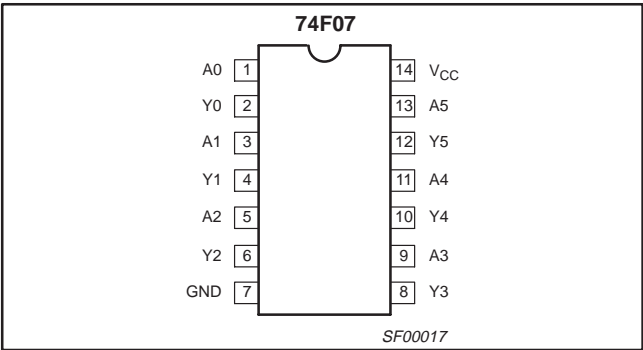 74F07
A0 1 14 VCC
Y0 2 13 A5
A1 3 12 Y5
Y1 4 11 A4
A2 5 10 Y4
Y2 6 9 A3
GND 7 8 Y3
SF00017